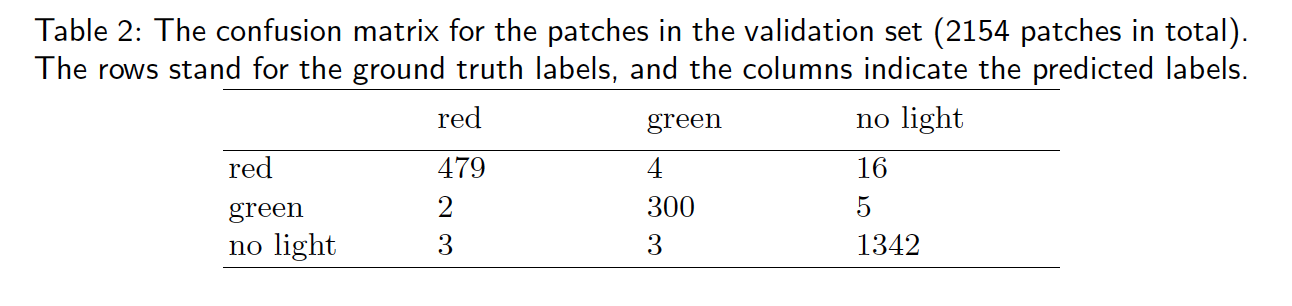 Table 2: The confusion matrix for the patches in the validation set (2154 patches in total).
The rows stand for the ground truth labels, and the columns indicate the predicted labels.
red green no light
red 479 4 16
green 2 300 5
no light 3 3 1342